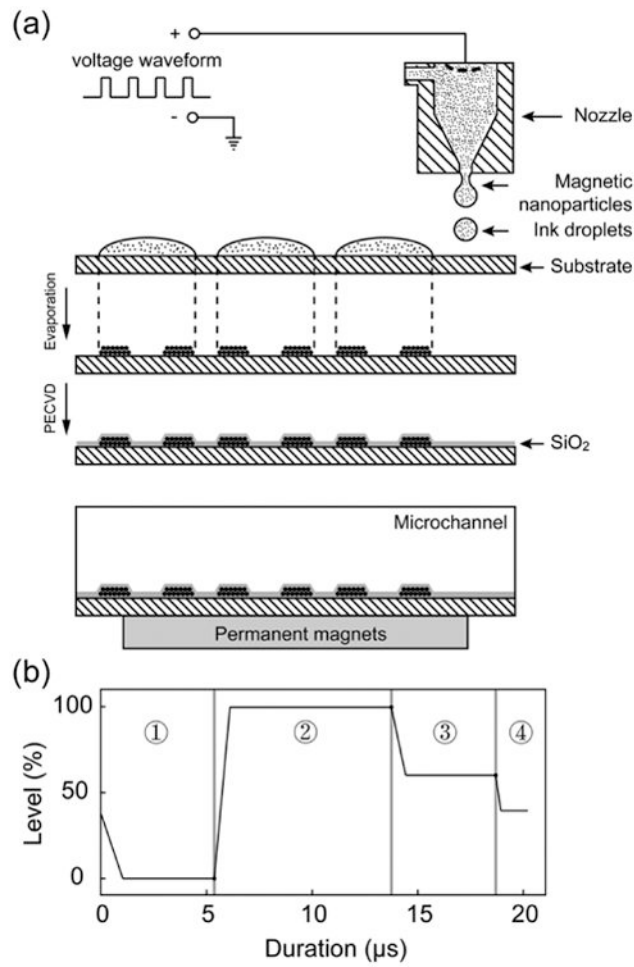 (a)
+
voltage waveform
-
Nozzle
Magnetic
nanoparticles
Ink droplets
Substrate
Evaporation
PECVD
SiO₂
Microchannel
Permanent magnets
(b)
100
50
0
Level (%)
① ② ③ ④
0 5 10 15 20
Duration (µs)